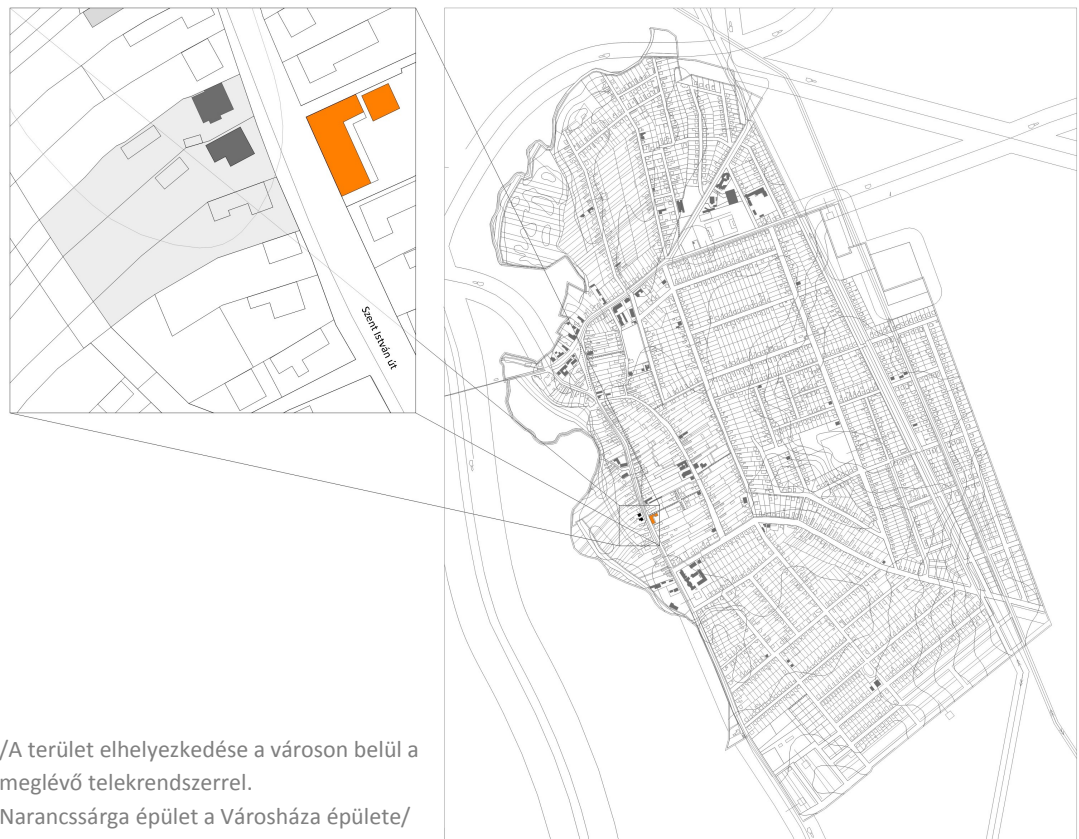 Szent István út
/A terület elhelyezkedése a városon belül a
meglévő telekrendszerrel.
Narancssárga épület a Városháza épülete/